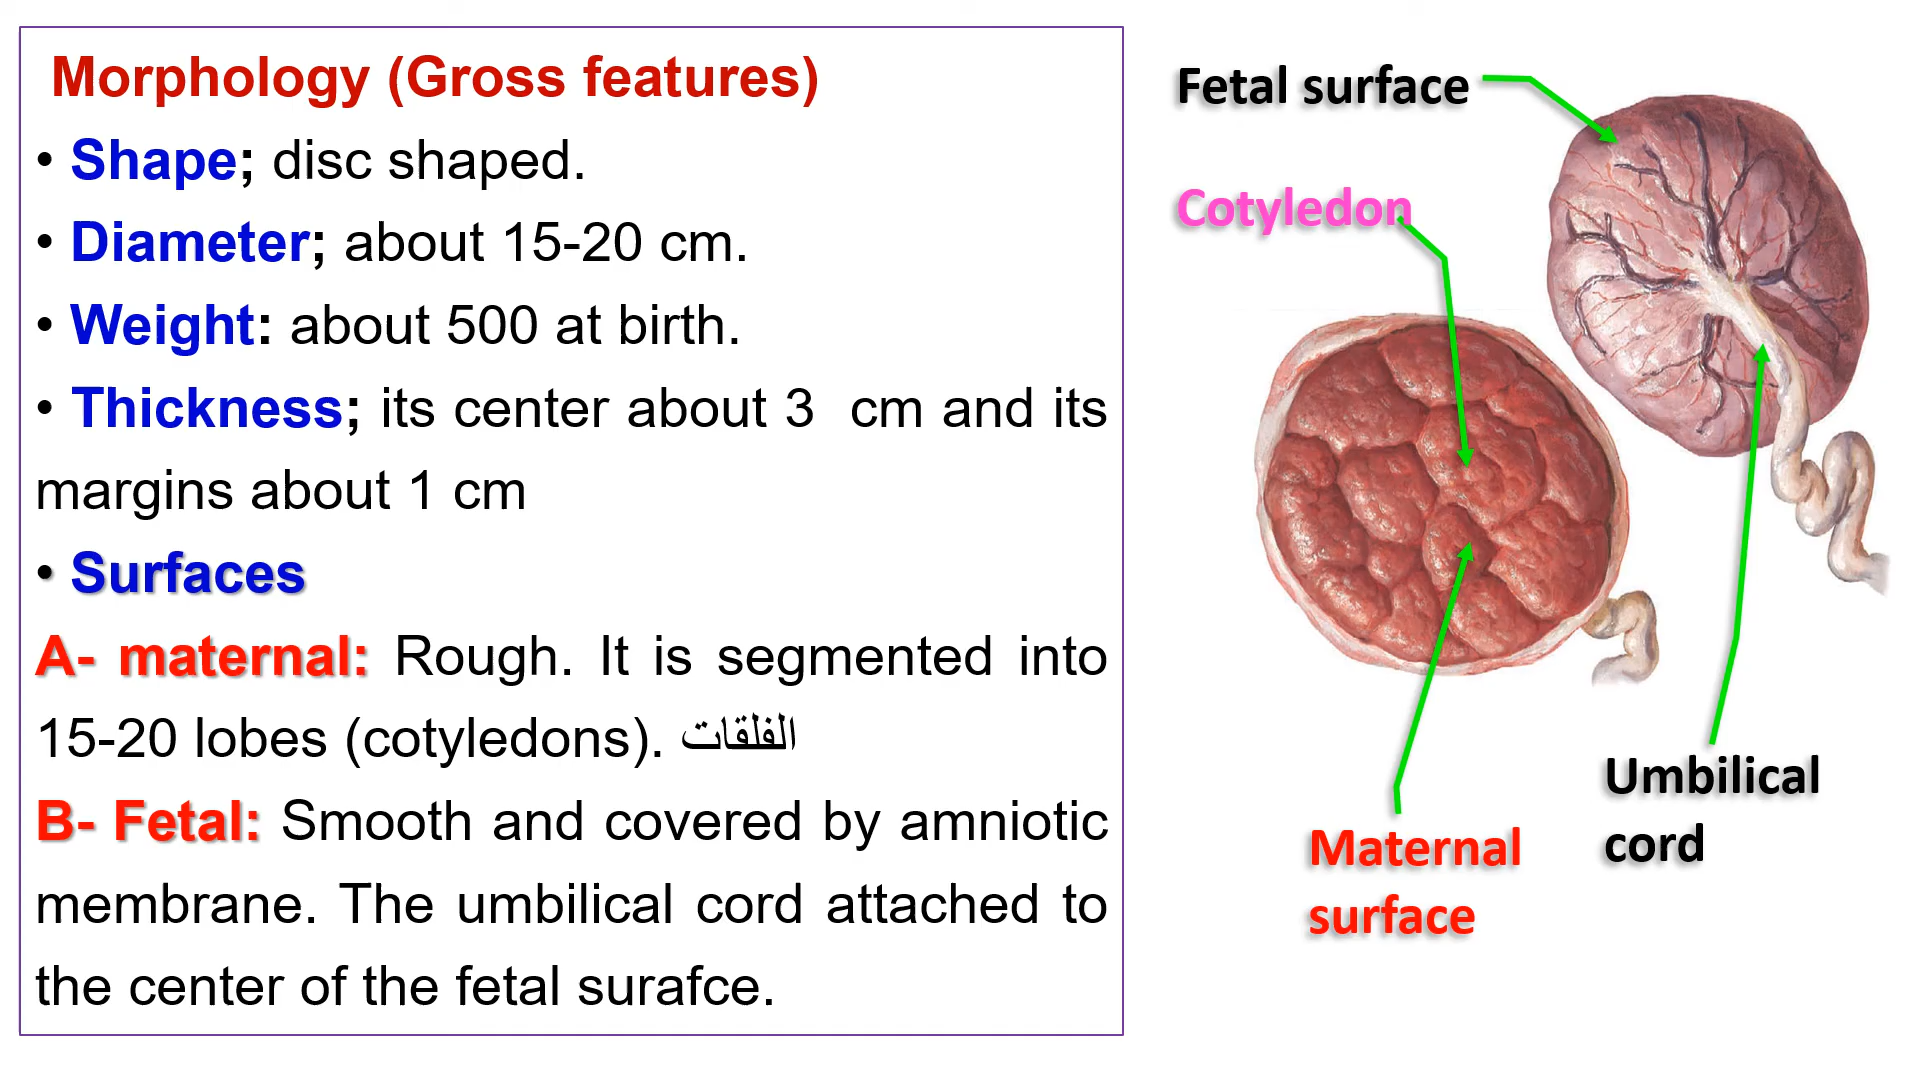 Morphology (Gross features)
• Shape; disc shaped.
• Diameter; about 15-20 cm.
• Weight: about 500 at birth.
• Thickness; its center about 3 cm and its
margins about 1 cm
• Surfaces
A- maternal: Rough. It is segmented into
15-20 lobes (cotyledons). الفلقات
B- Fetal: Smooth and covered by amniotic
membrane. The umbilical cord attached to
the center of the fetal surafce.
Fetal surface
Cotyledon
Umbilical
cord
Maternal
surface